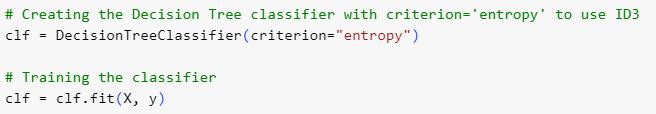 # Creating the Decision Tree classifier with criterion='entropy' to use ID3
clf = DecisionTreeClassifier(criterion="entropy")
# Training the classifier
clf = clf.fit(X, y)